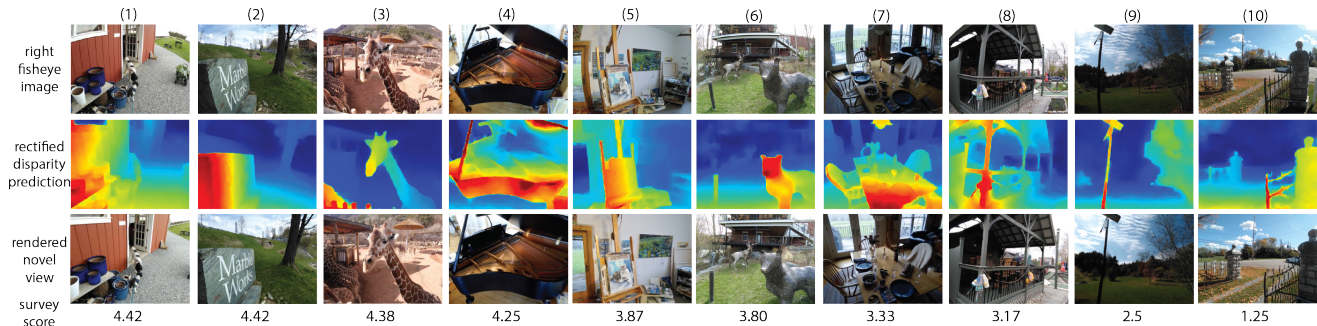 (1) (2) (3) (4) (5) (6) (7) (8) (9) (10)
right
fisheye
image
Marble
Works
rectified
disparity
prediction
rendered
novel
view
Marble
Works
survey
score
4.42 4.42 4.38 4.25 3.87 3.80 3.33 3.17 2.5 1.25